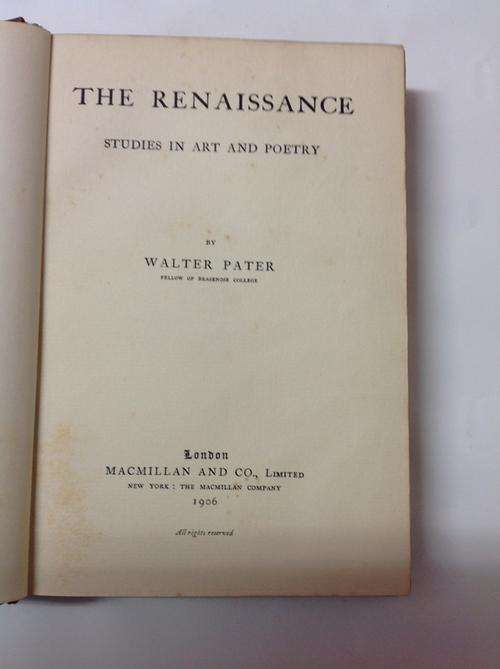 THE RENAISSANCE
STUDIES IN ART AND POETRY
BY
WALTER PATER
FELLOW OF BRASENOSE COLLEGE
London
MACMILLAN AND CO., LIMITED
NEW YORK : THE MACMILLAN COMPANY
1906
All rights reserved